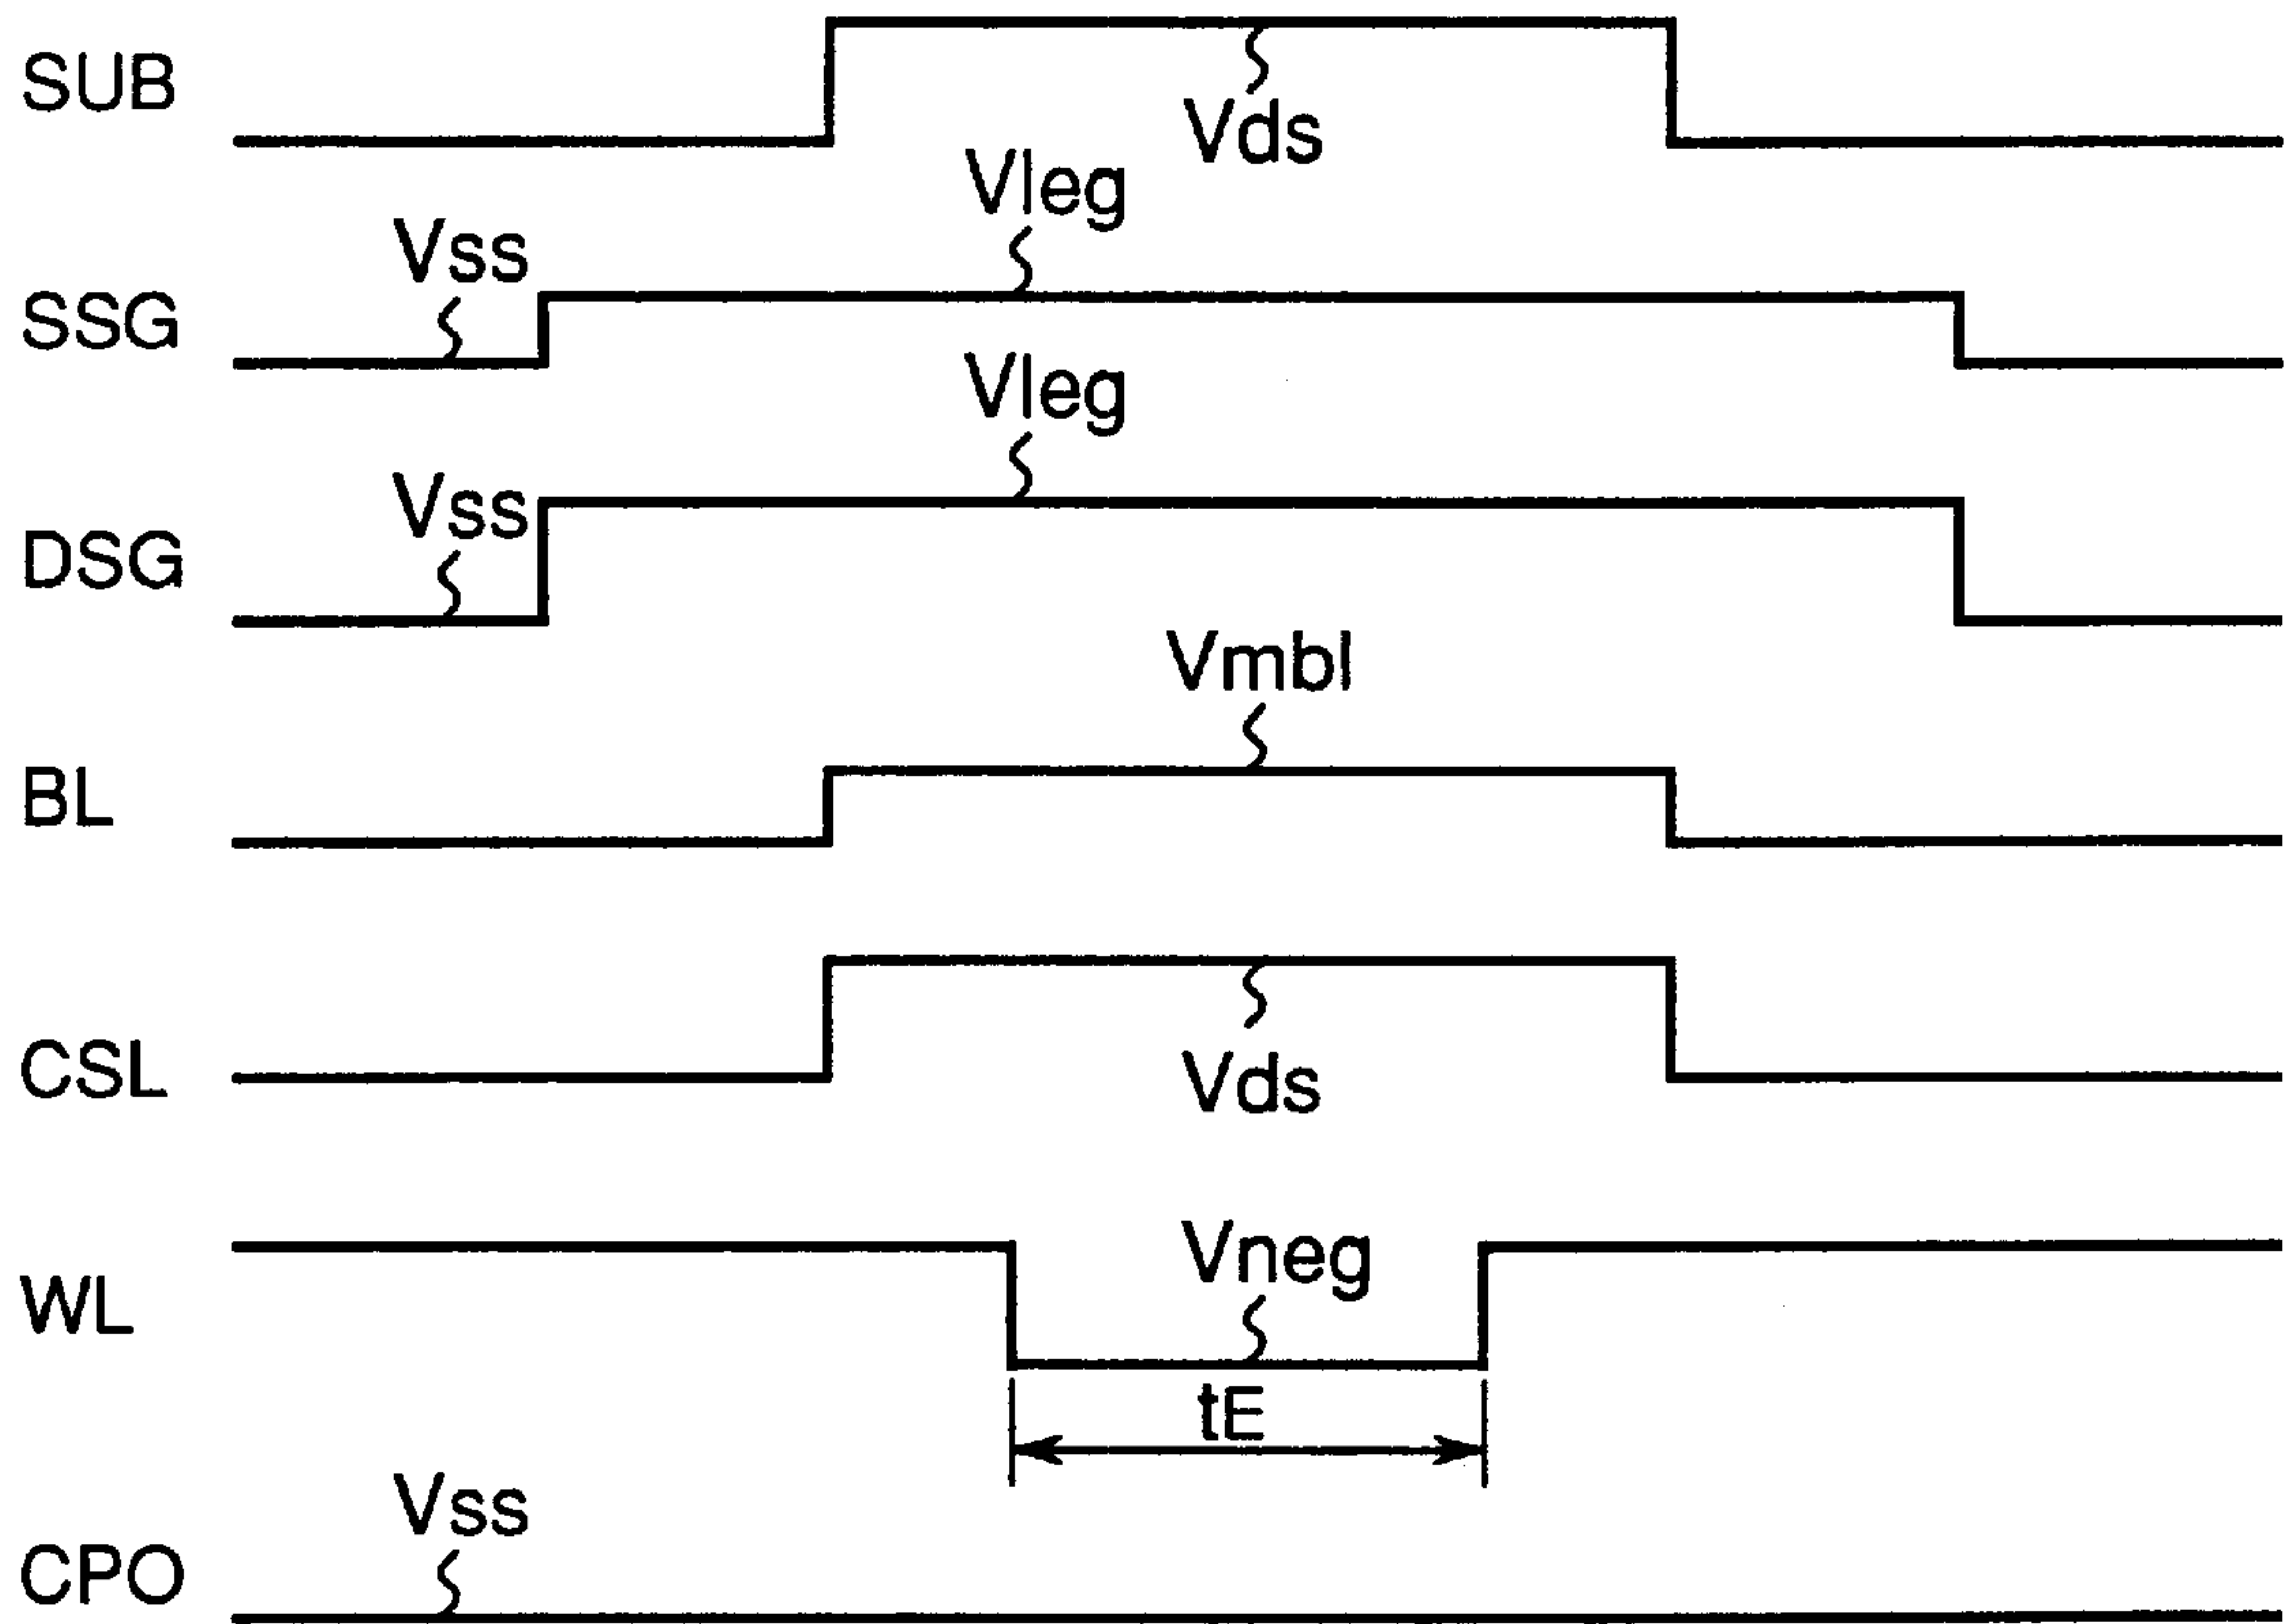 SUB
Vds
Vleg
Vss
SSG
Vleg
Vss
DSG
Vmbl
BL
CSL
Vds
Vneg
WL
tE
Vss
CPO